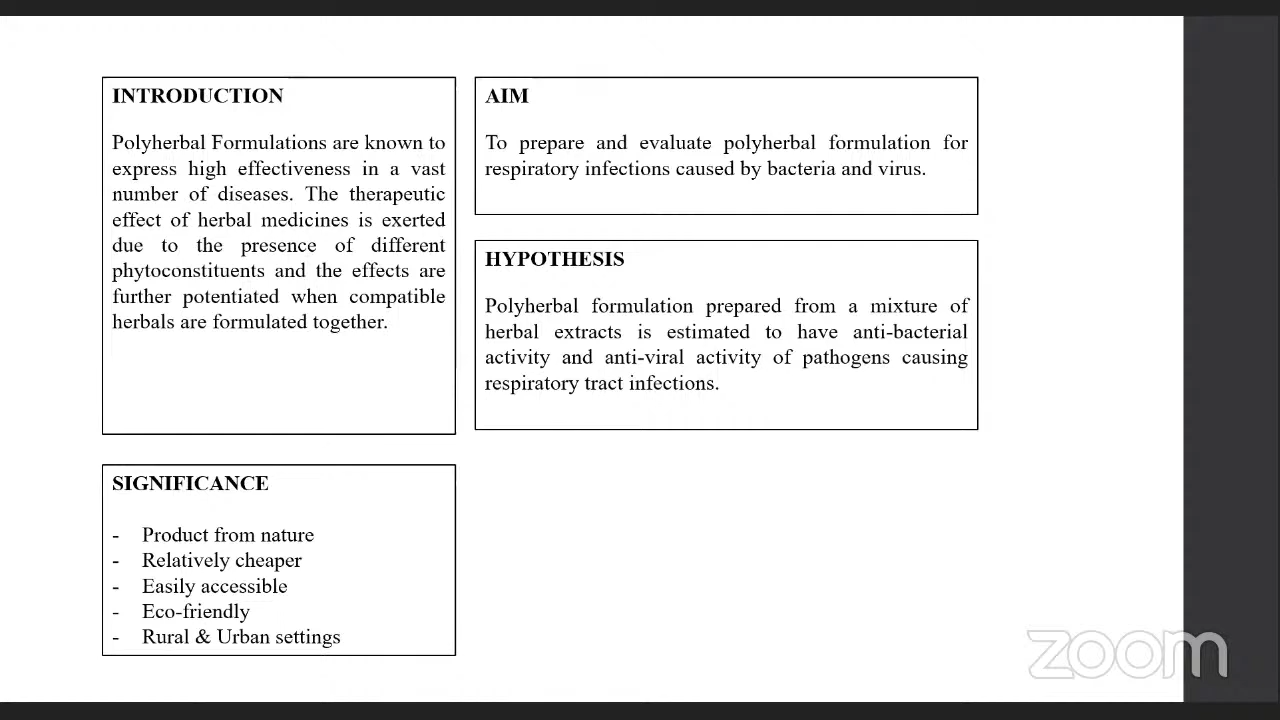 INTRODUCTION
Polyherbal Formulations are known to
express high effectiveness in a vast
number of diseases. The therapeutic
effect of herbal medicines is exerted
due to the presence of different
phytoconstituents and the effects are
further potentiated when compatible
herbals are formulated together.
AIM
To prepare and evaluate polyherbal formulation for
respiratory infections caused by bacteria and virus.
HYPOTHESIS
Polyherbal formulation prepared from a mixture of
herbal extracts is estimated to have anti-bacterial
activity and anti-viral activity of pathogens causing
respiratory tract infections.
SIGNIFICANCE
- Product from nature
- Relatively cheaper
- Easily accessible
- Eco-friendly
- Rural & Urban settings
zoom